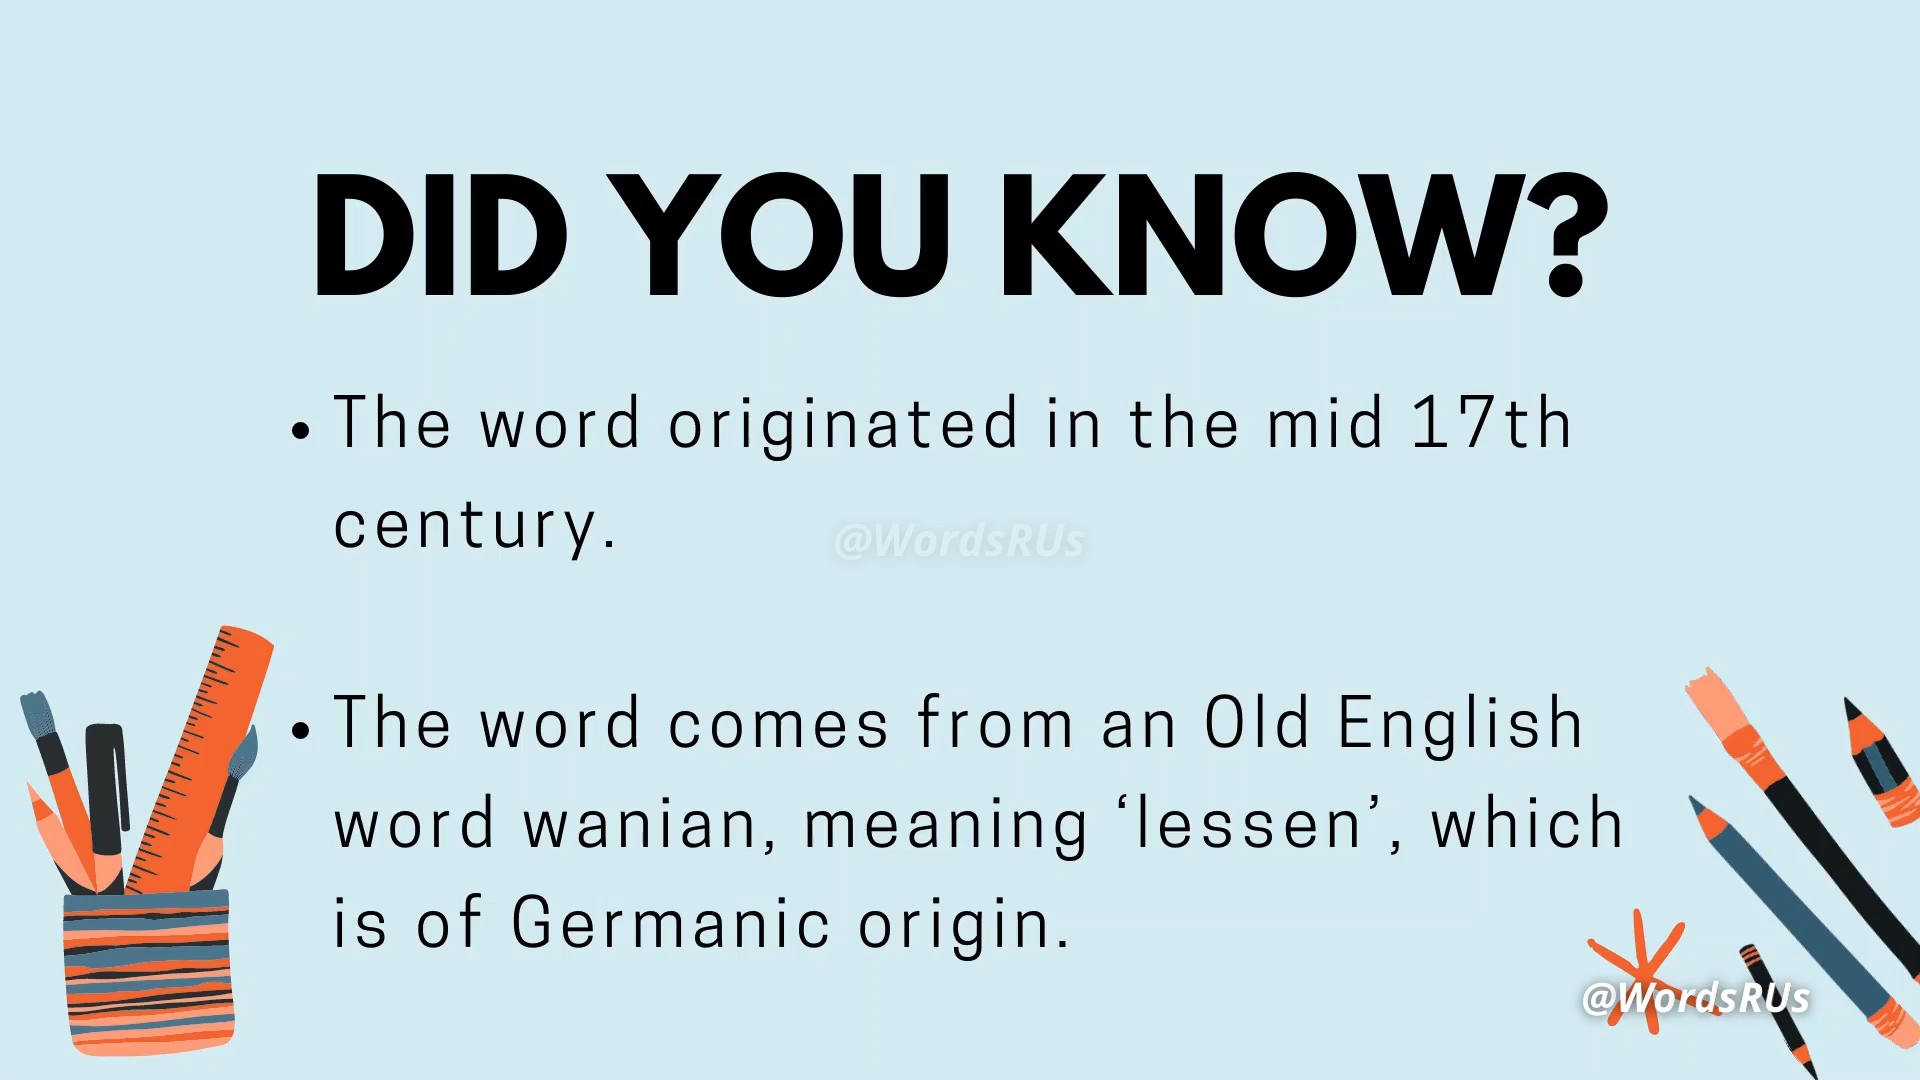 DID YOU KNOW?
• The word originated in the mid 17th
century.
@WordsRUs
• The word comes from an Old English
word wanian, meaning ‘lessen’, which
is of Germanic origin.
@WordsRUs